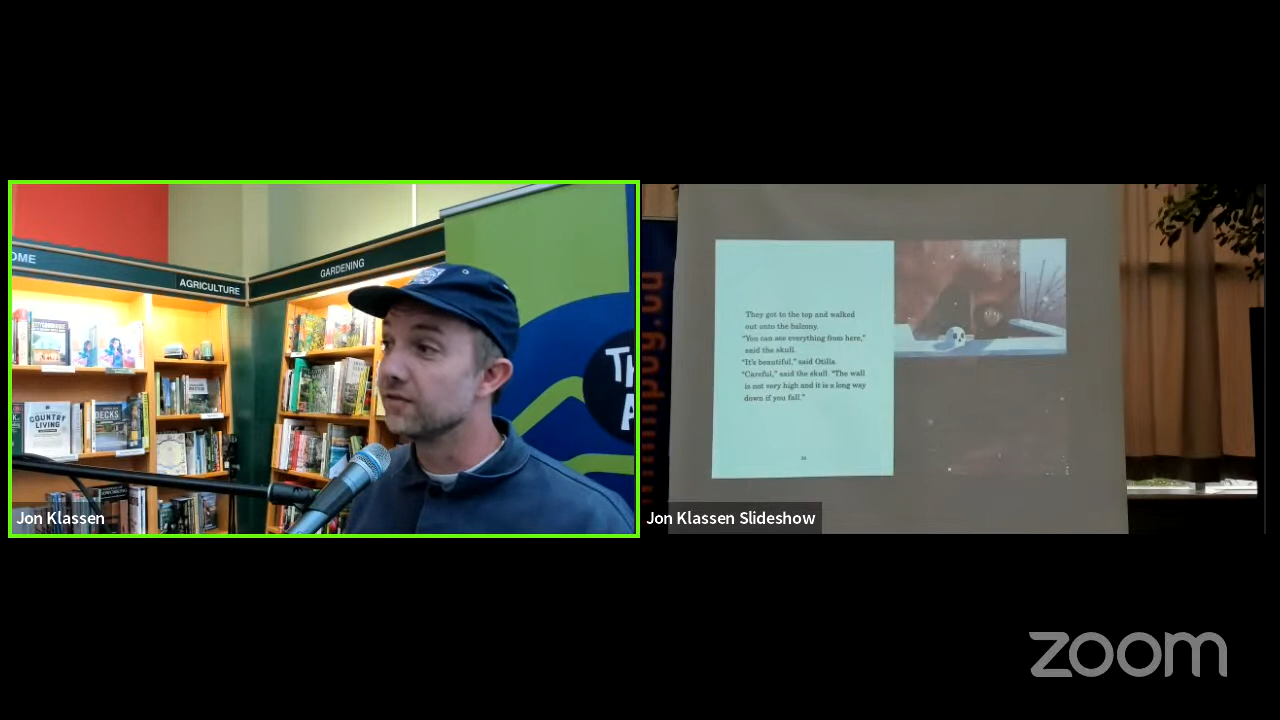 OME
AGRICULTURE
GARDENING
COUNTRY
LIVING
DECKS
Jon Klassen
They got to the top and walked
out onto the balcony.
“You can see everything from here,”
said the skull.
“It’s beautiful,” said Otilla.
“Careful,” said the skull. “The wall
is not very high and it is a long way
down if you fall.”
Jon Klassen Slideshow
zoom